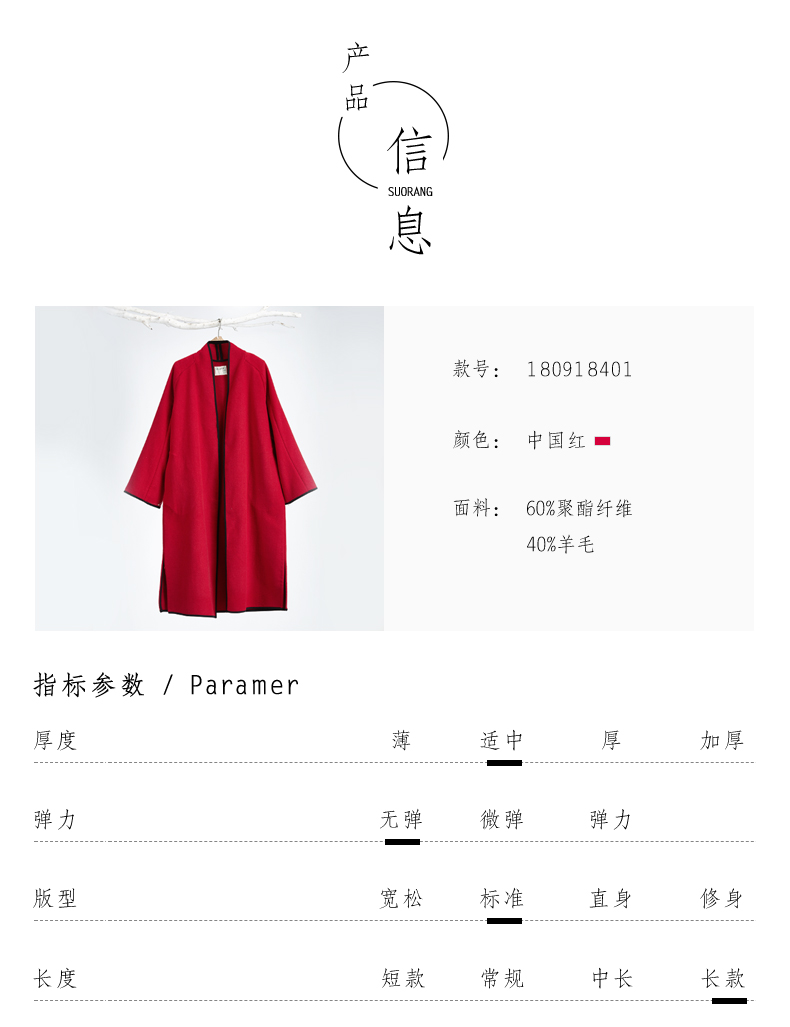 产品
信息
SUORANG
款号： 180918401
颜色： 中国红
面料： 60%聚酯纤维
40%羊毛
指标参数 / Paramer
厚度 薄 适中 厚 加厚
弹力 无弹 微弹 弹力
版型 宽松 标准 直身 修身
长度 短款 常规 中长 长款